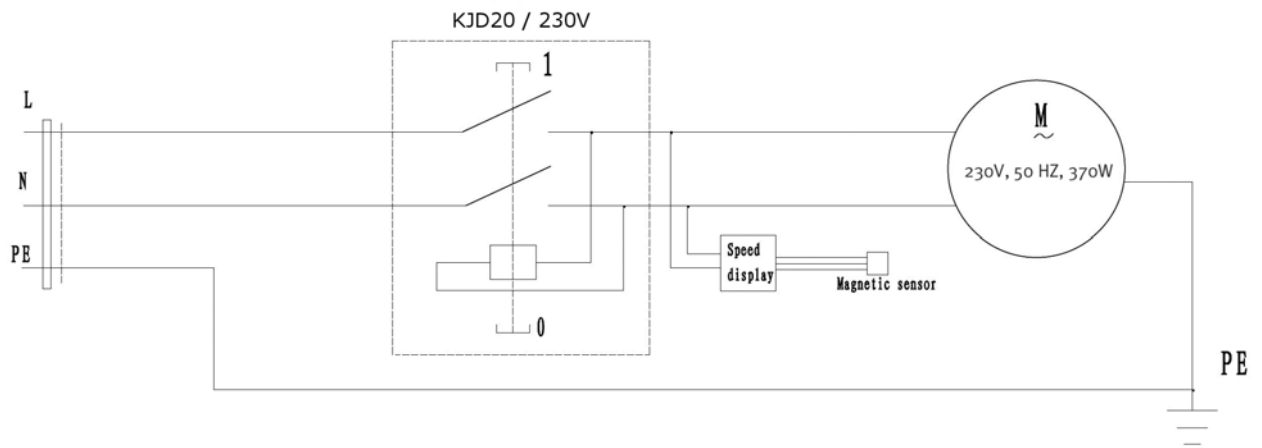 KJD20 / 230V
1
L
M
~
230V, 50 HZ, 370W
N
Speed
display
PE
Magnetic sensor
0
PE